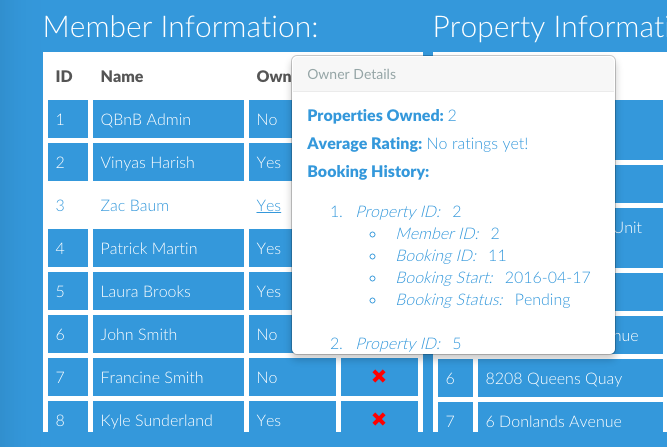 Member Information:
Property Informati
ID Name Own
Owner Details
1 QBnB Admin No
Properties Owned: 2
2 Vinyas Harish Yes
Average Rating: No ratings yet!
Booking History:
3 Zac Baum Yes
1. Property ID: 2
Unit
4 Patrick Martin Yes
Member ID: 2
Booking ID: 11
5 Laura Brooks Yes
Booking Start: 2016-04-17
Booking Status: Pending
6 John Smith No
2. Property ID: 5
nue
7 Francine Smith No ✖
6 8208 Queens Quay
8 Kyle Sunderland Yes ✖
7 6 Donlands Avenue